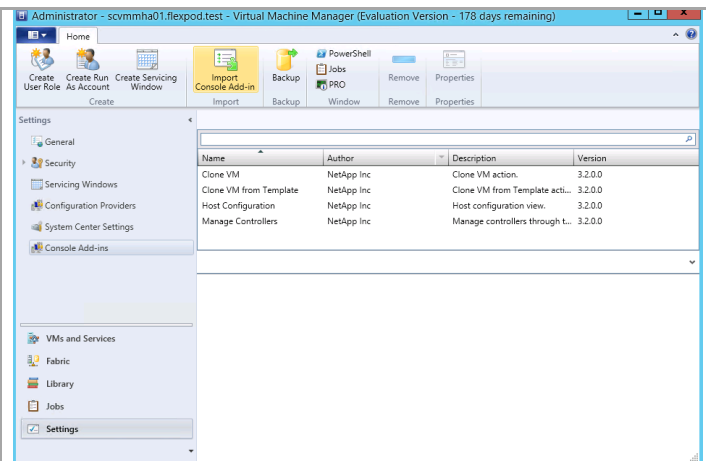 Administrator - scvmmha01.flexpod.test - Virtual Machine Manager (Evaluation Version - 178 days remaining)
Home
Create User Role
Create Run As Account
Create Servicing Window
Import Console Add-in
Backup
PowerShell
Jobs
PRO
Remove
Properties
Create
Import
Backup
Window
Remove
Properties
Settings
General
Security
Servicing Windows
Configuration Providers
System Center Settings
Console Add-ins
VMs and Services
Fabric
Library
Jobs
Settings
Name Author Description Version
Clone VM NetApp Inc Clone VM action. 3.2.0.0
Clone VM from Template NetApp Inc Clone VM from Template acti... 3.2.0.0
Host Configuration NetApp Inc Host configuration view. 3.2.0.0
Manage Controllers NetApp Inc Manage controllers through t... 3.2.0.0